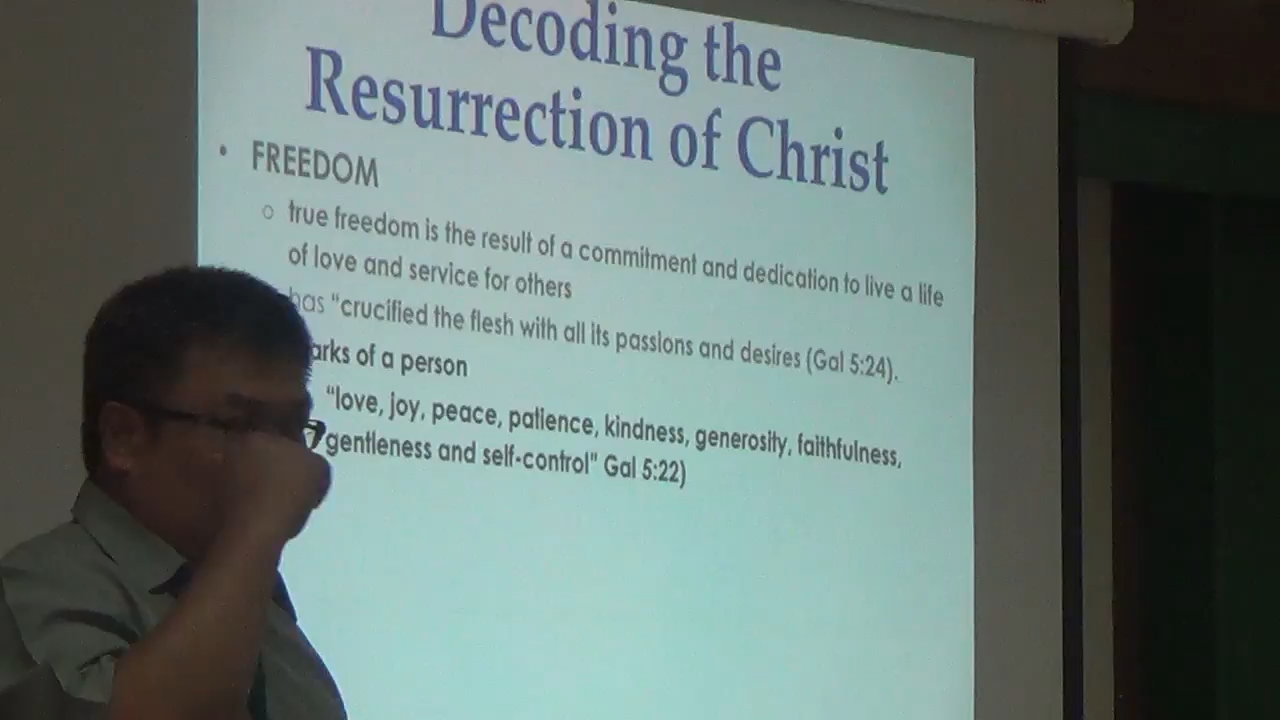 Decoding the
Resurrection of Christ
• FREEDOM
o true freedom is the result of a commitment and dedication to live a life
of love and service for others
has "crucified the flesh with all its passions and desires (Gal 5:24).
arks of a person
"love, joy, peace, patience, kindness, generosity, faithfulness,
gentleness and self-control" Gal 5:22)